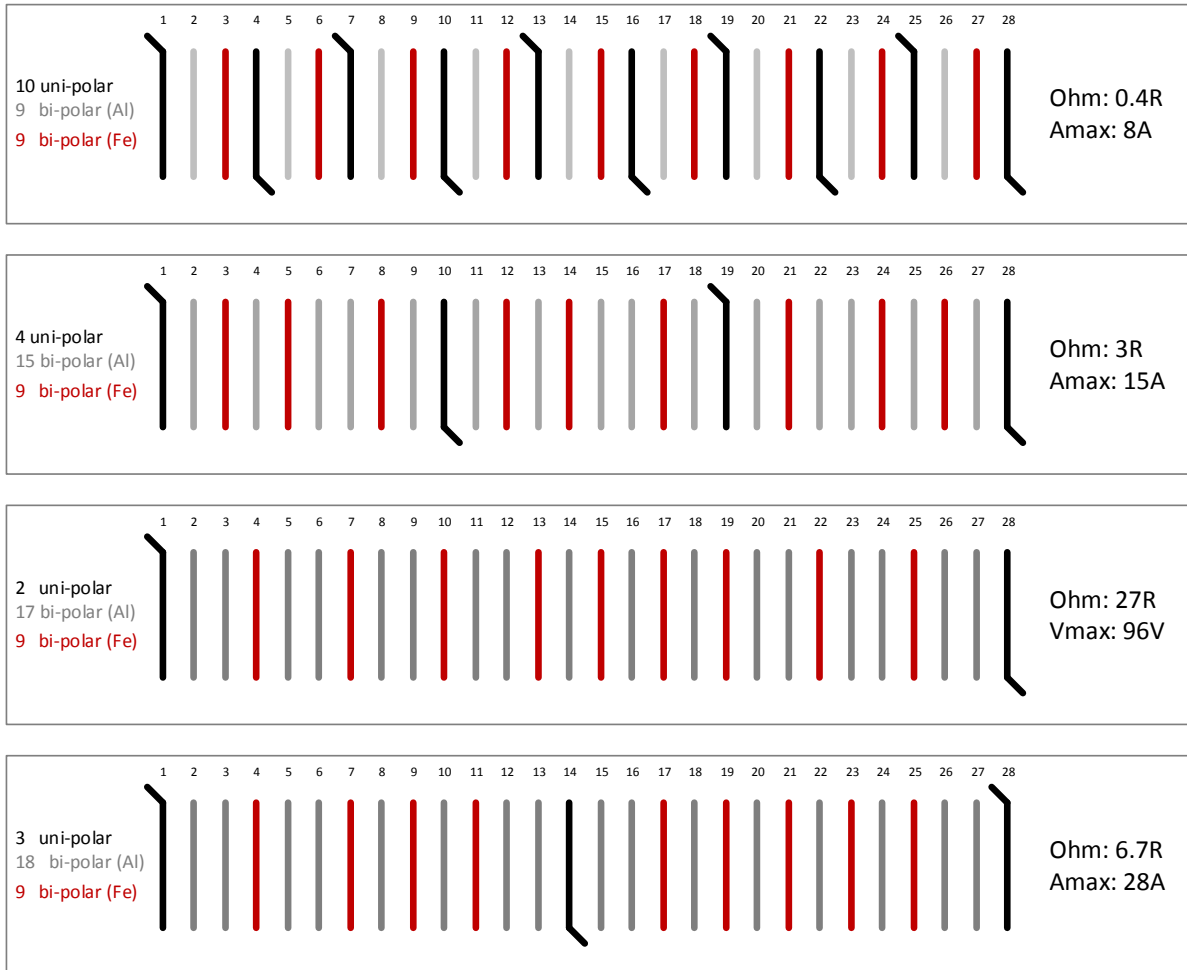 1 2 3 4 5 6 7 8 9 10 11 12 13 14 15 16 17 18 19 20 21 22 23 24 25 26 27 28
10 uni-polar
9 bi-polar (Al)
9 bi-polar (Fe)
Ohm: 0.4R
Amax: 8A
1 2 3 4 5 6 7 8 9 10 11 12 13 14 15 16 17 18 19 20 21 22 23 24 25 26 27 28
4 uni-polar
15 bi-polar (Al)
9 bi-polar (Fe)
Ohm: 3R
Amax: 15A
1 2 3 4 5 6 7 8 9 10 11 12 13 14 15 16 17 18 19 20 21 22 23 24 25 26 27 28
2 uni-polar
17 bi-polar (Al)
9 bi-polar (Fe)
Ohm: 27R
Vmax: 96V
1 2 3 4 5 6 7 8 9 10 11 12 13 14 15 16 17 18 19 20 21 22 23 24 25 26 27 28
3 uni-polar
18 bi-polar (Al)
9 bi-polar (Fe)
Ohm: 6.7R
Amax: 28A